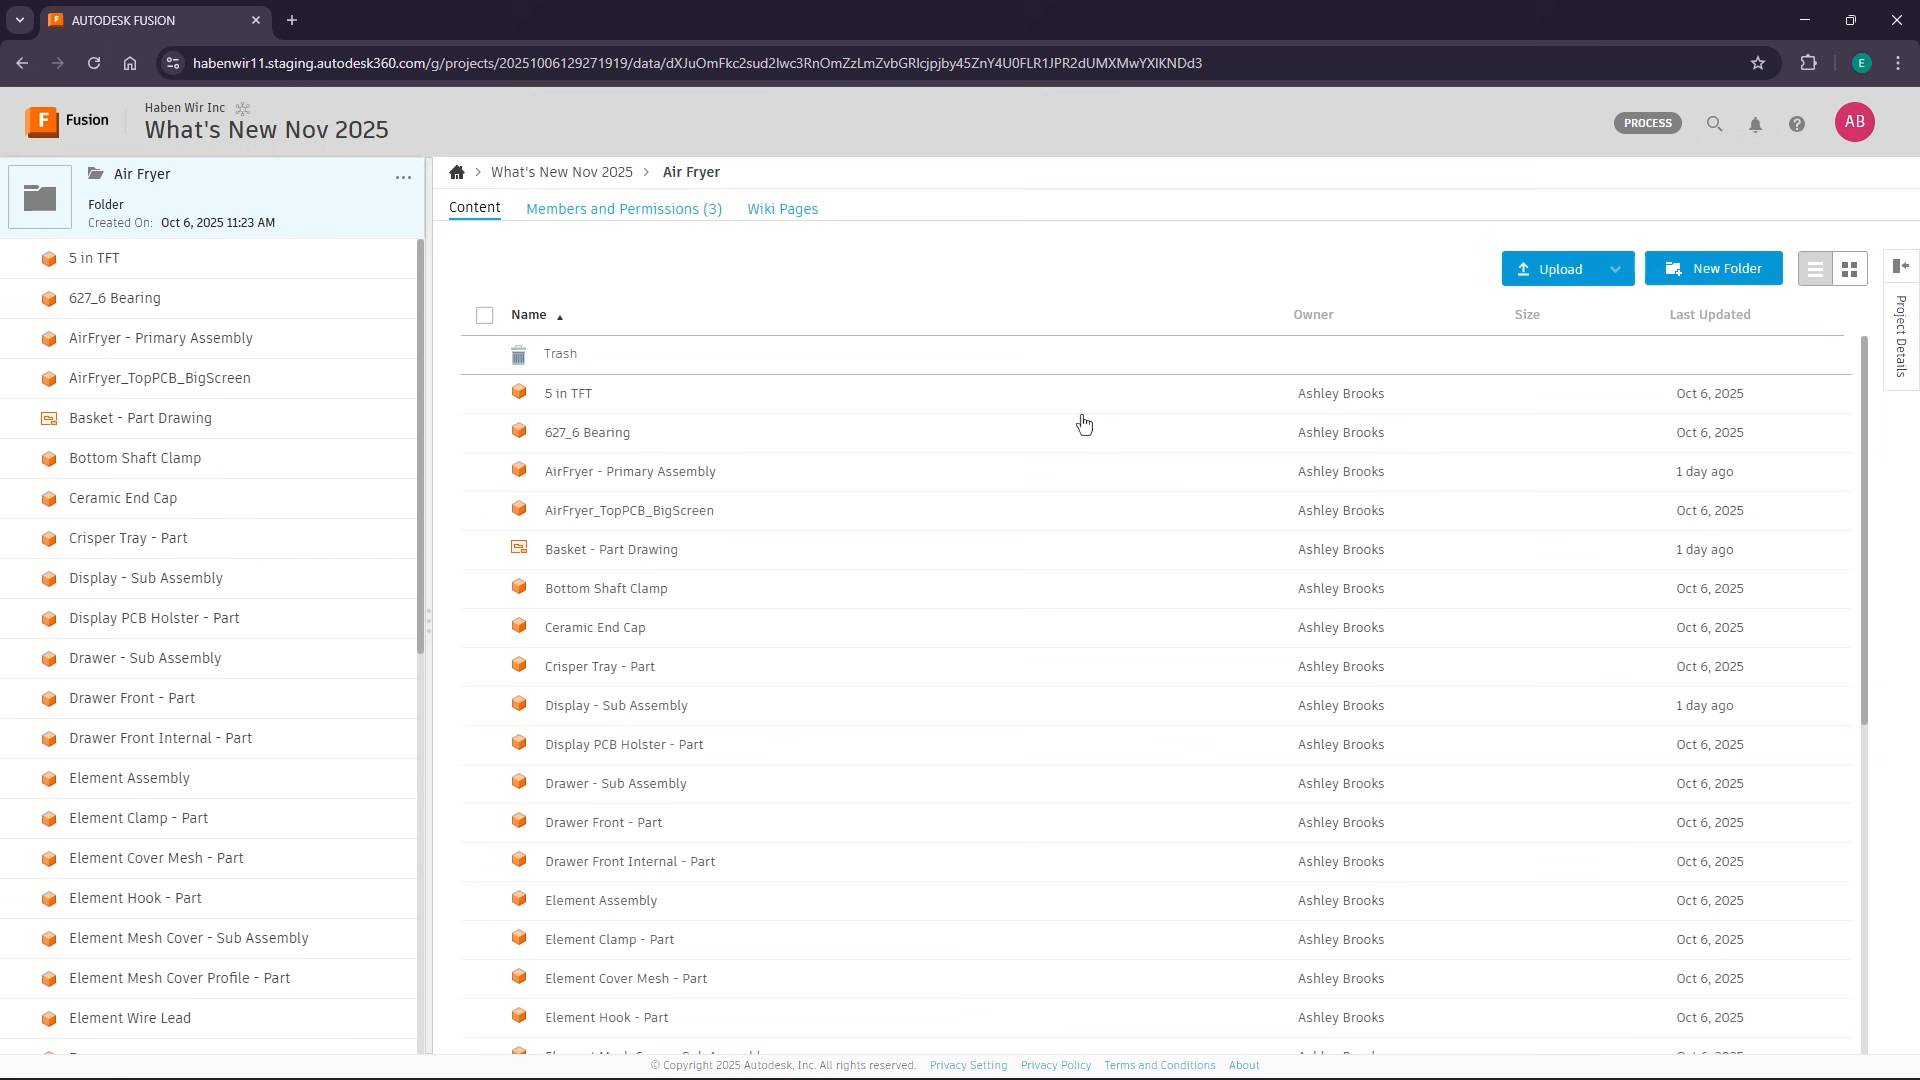 AUTODESK FUSION
habenwir11.staging.autodesk360.com/g/projects/20251006129271919/data/dXJuOmFkc2sud2lwc3RnOmZzLmZvbGRlcjpjby45ZnY4U0FLR1JPR2dUMXMwYXlKNDd3
E
F Fusion
Haben Wir Inc
What's New Nov 2025
PROCESS
AB
Air Fryer
Folder
Created On: Oct 6, 2025 11:23 AM
5 in TFT
627_6 Bearing
AirFryer - Primary Assembly
AirFryer_TopPCB_BigScreen
Basket - Part Drawing
Bottom Shaft Clamp
Ceramic End Cap
Crisper Tray - Part
Display - Sub Assembly
Display PCB Holster - Part
Drawer - Sub Assembly
Drawer Front - Part
Drawer Front Internal - Part
Element Assembly
Element Clamp - Part
Element Cover Mesh - Part
Element Hook - Part
Element Mesh Cover - Sub Assembly
Element Mesh Cover Profile - Part
Element Wire Lead
What's New Nov 2025 > Air Fryer
Content Members and Permissions (3) Wiki Pages
Upload New Folder
Project Details
Name Owner Size Last Updated
Trash
5 in TFT Ashley Brooks Oct 6, 2025
627_6 Bearing Ashley Brooks Oct 6, 2025
AirFryer - Primary Assembly Ashley Brooks 1 day ago
AirFryer_TopPCB_BigScreen Ashley Brooks Oct 6, 2025
Basket - Part Drawing Ashley Brooks 1 day ago
Bottom Shaft Clamp Ashley Brooks Oct 6, 2025
Ceramic End Cap Ashley Brooks Oct 6, 2025
Crisper Tray - Part Ashley Brooks Oct 6, 2025
Display - Sub Assembly Ashley Brooks 1 day ago
Display PCB Holster - Part Ashley Brooks Oct 6, 2025
Drawer - Sub Assembly Ashley Brooks Oct 6, 2025
Drawer Front - Part Ashley Brooks Oct 6, 2025
Drawer Front Internal - Part Ashley Brooks Oct 6, 2025
Element Assembly Ashley Brooks Oct 6, 2025
Element Clamp - Part Ashley Brooks Oct 6, 2025
Element Cover Mesh - Part Ashley Brooks Oct 6, 2025
Element Hook - Part Ashley Brooks Oct 6, 2025
© Copyright 2025 Autodesk, Inc. All rights reserved. Privacy Setting Privacy Policy Terms and Conditions About